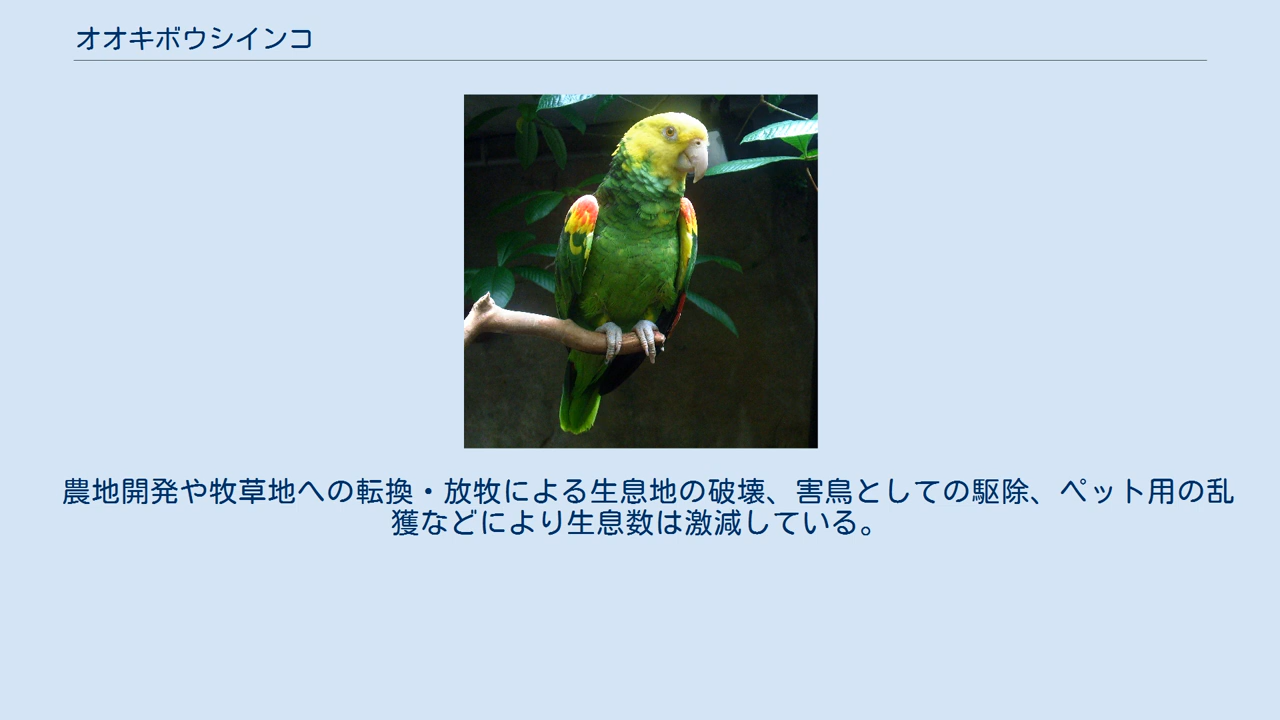 オオキボウシインコ
農地開発や牧草地への転換・放牧による生息地の破壊、害鳥としての駆除、ペット用の乱
獲などにより生息数は激減している。